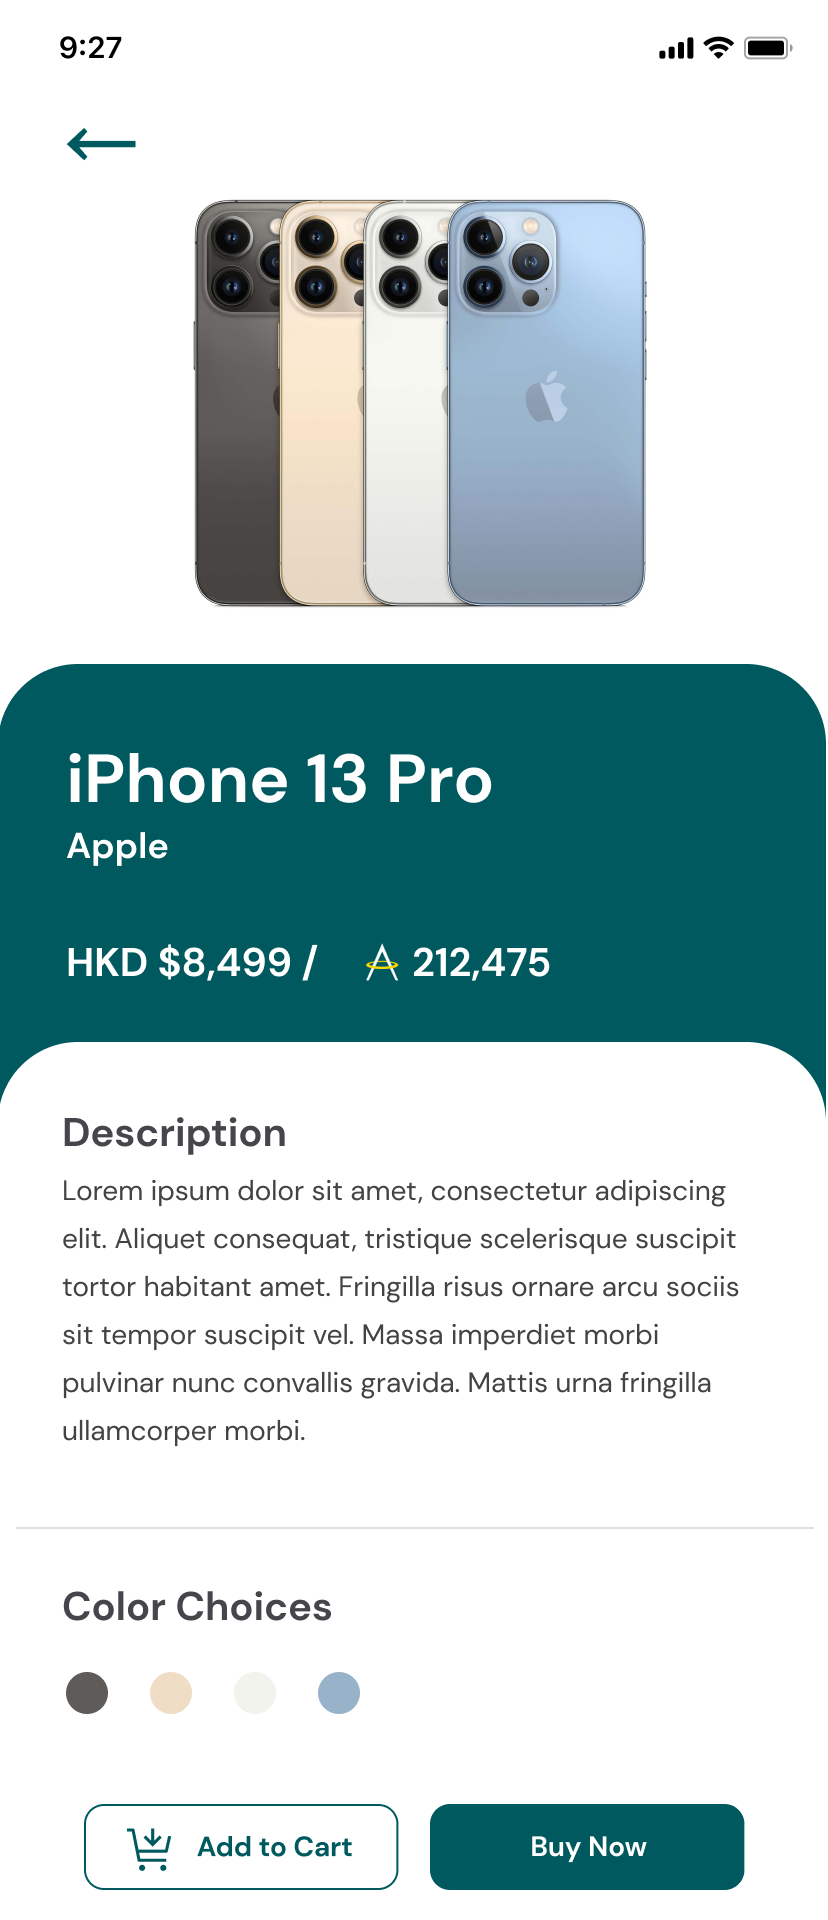 9:27
iPhone 13 Pro
Apple
HKD $8,499 / 212,475
Description
Lorem ipsum dolor sit amet, consectetur adipiscing
elit. Aliquet consequat, tristique scelerisque suscipit
tortor habitant amet. Fringilla risus ornare arcu sociis
sit tempor suscipit vel. Massa imperdiet morbi
pulvinar nunc convallis gravida. Mattis urna fringilla
ullamcorper morbi.
Color Choices
Add to Cart
Buy Now